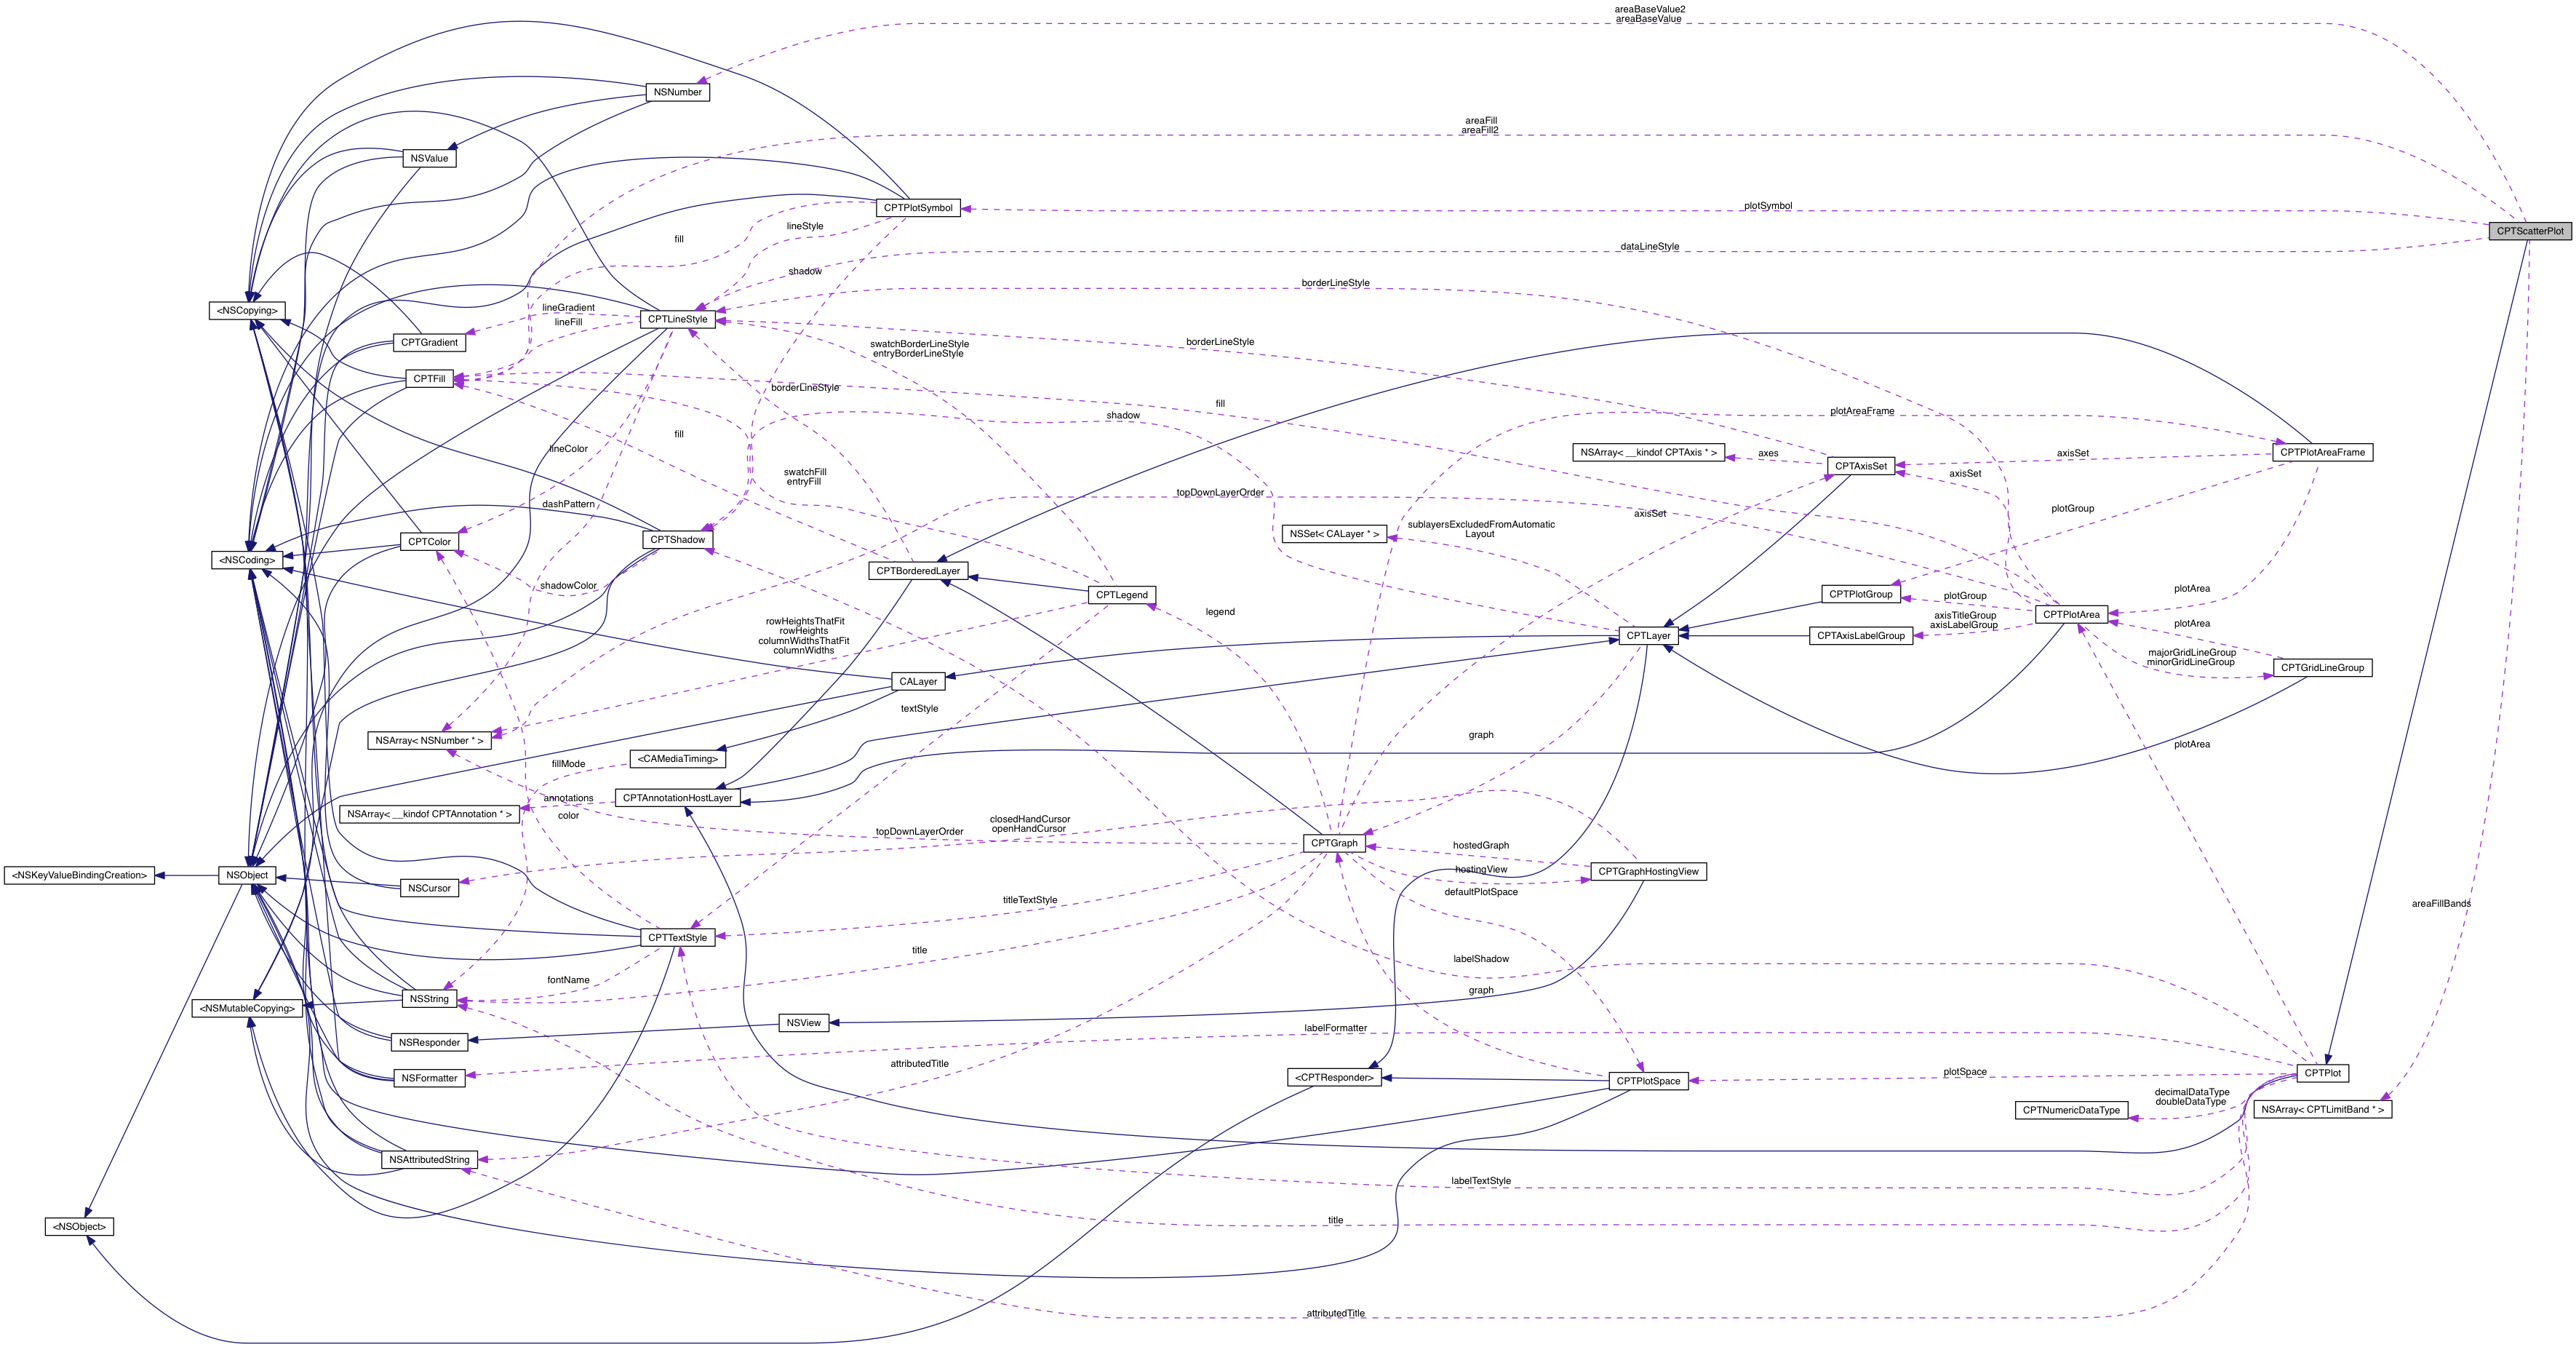 areaBaseValue2
areaBaseValue
NSNumber
areaFill
areaFill2
NSValue
CPTPlotSymbol
plotSymbol
lineStyle
CPTScatterPlot
fill
dataLineStyle
shadow
borderLineStyle
<NSCopying>
lineGradient
CPTLineStyle
lineFill
CPTGradient
swatchBorderLineStyle
entryBorderLineStyle
borderLineStyle
CPTFill
borderLineStyle
fill
shadow
plotAreaFrame
fill
lineColor
NSArray< __kindof CPTAxis * >
axes
CPTAxisSet
axisSet
CPTPlotAreaFrame
swatchFill
entryFill
axisSet
topDownLayerOrder
dashPattern
plotGroup
axisSet
sublayersExcludedFromAutomatic
Layout
NSSet< CALayer * >
CPTShadow
CPTColor
<NSCoding>
CPTBorderedLayer
shadowColor
CPTLegend
plotArea
CPTPlotGroup
plotGroup
legend
CPTPlotArea
axisTitleGroup
axisLabelGroup
rowHeightsThatFit
rowHeights
columnWidthsThatFit
columnWidths
plotArea
CPTLayer
CPTAxisLabelGroup
majorGridLineGroup
minorGridLineGroup
CPTGridLineGroup
CALayer
textStyle
graph
NSArray< NSNumber * >
plotArea
<CAMediaTiming>
fillMode
annotations
CPTAnnotationHostLayer
NSArray< __kindof CPTAnnotation * >
color
closedHandCursor
openHandCursor
topDownLayerOrder
CPTGraph
hostedGraph
hostingView
CPTGraphHostingView
<NSKeyValueBindingCreation>
NSObject
NSCursor
defaultPlotSpace
titleTextStyle
areaFillBands
CPTTextStyle
title
labelShadow
fontName
graph
NSString
<NSMutableCopying>
NSView
labelFormatter
NSResponder
attributedTitle
plotSpace
CPTPlot
NSFormatter
<CPTResponder>
CPTPlotSpace
decimalDataType
doubleDataType
CPTNumericDataType
NSArray< CPTLimitBand * >
NSAttributedString
labelTextStyle
title
<NSObject>
attributedTitle